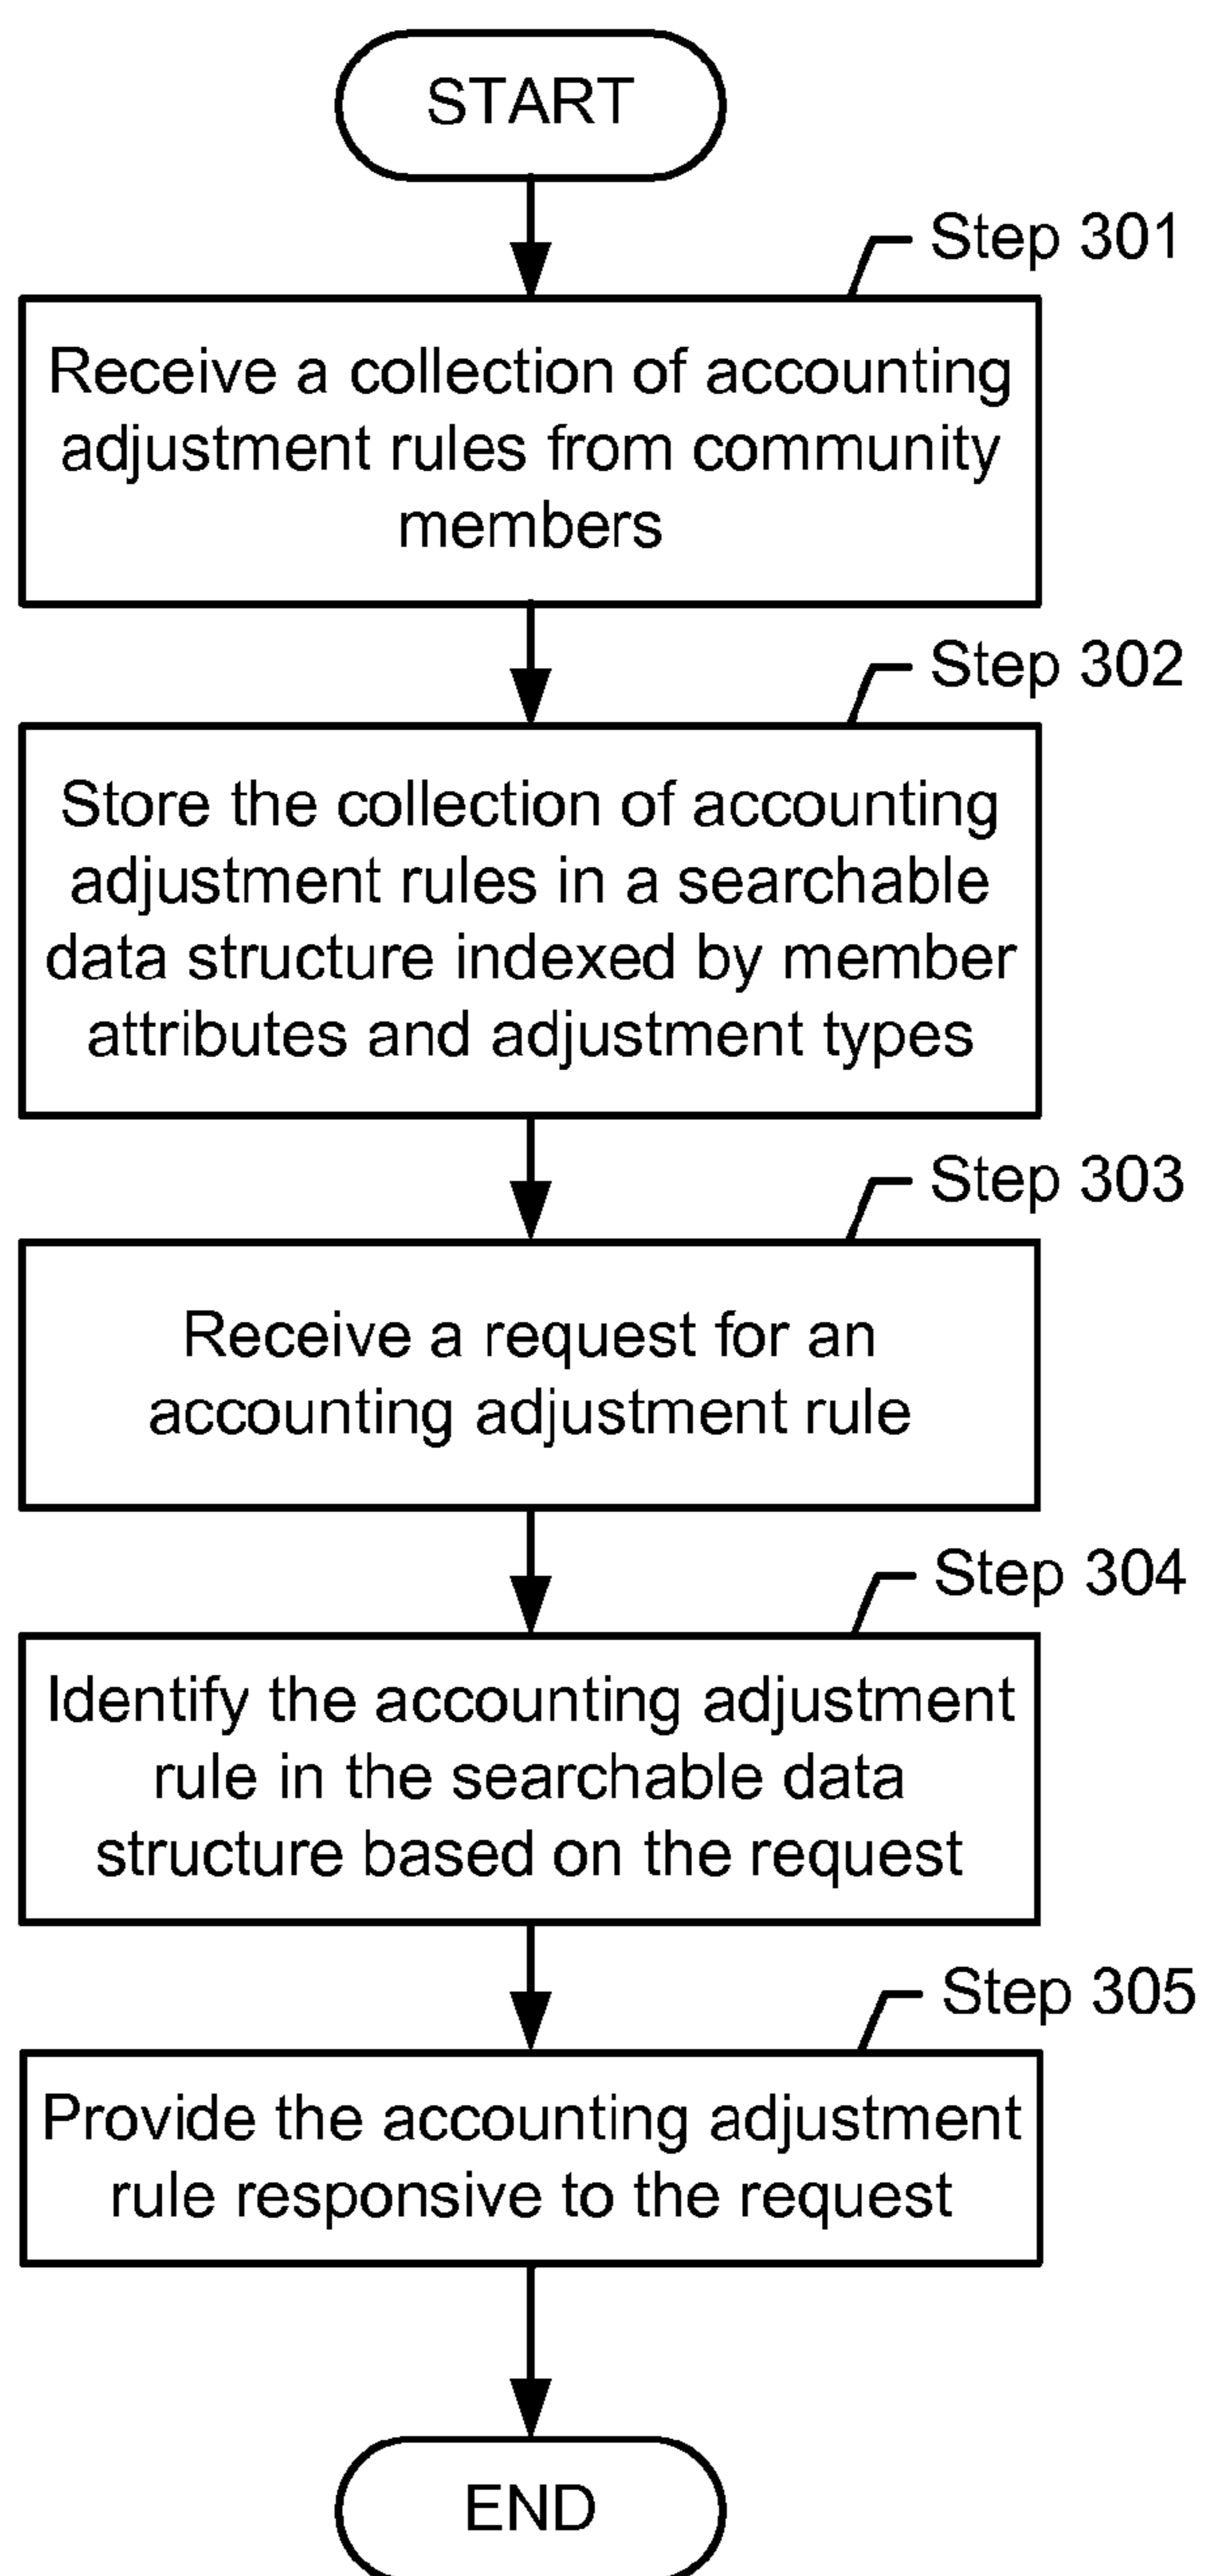 START
Step 301
Receive a collection of accounting
adjustment rules from community
members
Step 302
Store the collection of accounting
adjustment rules in a searchable
data structure indexed by member
attributes and adjustment types
Step 303
Receive a request for an
accounting adjustment rule
Step 304
Identify the accounting adjustment
rule in the searchable data
structure based on the request
Step 305
Provide the accounting adjustment
rule responsive to the request
END